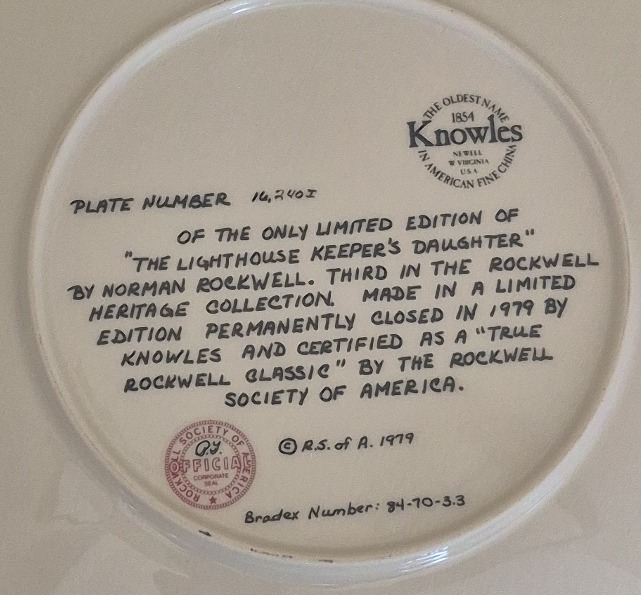 THE OLDEST NAME
1854
Knowles
NEWELL
W VIRGINIA
U.S.A
IN AMERICAN FINE CHINA
PLATE NUMBER 16,240I
OF THE ONLY LIMITED EDITION OF
"THE LIGHTHOUSE KEEPER'S DAUGHTER"
BY NORMAN ROCKWELL. THIRD IN THE ROCKWELL
HERITAGE COLLECTION. MADE IN A LIMITED
EDITION PERMANENTLY CLOSED IN 1979 BY
KNOWLES AND CERTIFIED AS A "TRUE
ROCKWELL CLASSIC" BY THE ROCKWELL
SOCIETY OF AMERICA.
ROCKWELL SOCIETY OF AMERICA
OFFICIAL
CORPORATE
SEAL
© R.S. of A. 1979
Bradex Number: 84-70-3.3